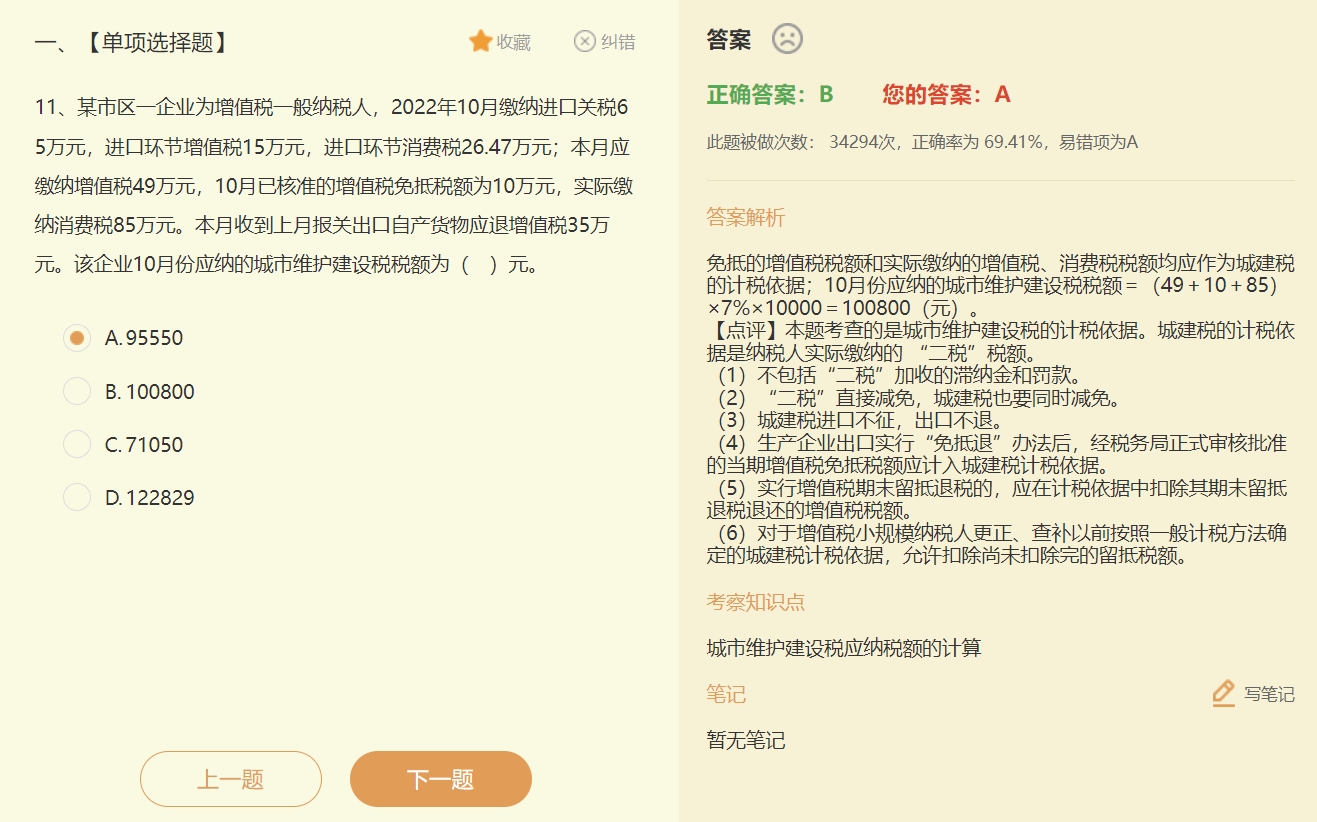 一、【单项选择题】
收藏
纠错
11、某市区一企业为增值税一般纳税人，2022年10月缴纳进口关税6
5万元，进口环节增值税15万元，进口环节消费税26.47万元；本月应
缴纳增值税49万元，10月已核准的增值税免抵税额为10万元，实际缴
纳消费税85万元。本月收到上月报关出口自产货物应退增值税35万
元。该企业10月份应纳的城市维护建设税税额为（　）元。
A. 95550
B. 100800
C. 71050
D. 122829
上一题
下一题
答案
正确答案：B 您的答案：A
此题被做次数： 34294次，正确率为 69.41%，易错项为A
答案解析
免抵的增值税税额和实际缴纳的增值税、消费税税额均应作为城建税
的计税依据；10月份应纳的城市维护建设税税额＝（49＋10＋85）
×7%×10000＝100800（元）。
【点评】本题考查的是城市维护建设税的计税依据。城建税的计税依
据是纳税人实际缴纳的 “二税” 税额。
（1）不包括“二税”加收的滞纳金和罚款。
（2）“二税”直接减免，城建税也要同时减免。
（3）城建税进口不征，出口不退。
（4）生产企业出口实行“免抵退”办法后，经税务局正式审核批准
的当期增值税免抵税额应计入城建税计税依据。
（5）实行增值税期末留抵退税的，应在计税依据中扣除其期末留抵
退税退还的增值税税额。
（6）对于增值税小规模纳税人更正、查补以前按照一般计税方法确
定的城建税计税依据，允许扣除尚未扣除完的留抵税额。
考察知识点
城市维护建设税应纳税额的计算
笔记
写笔记
暂无笔记